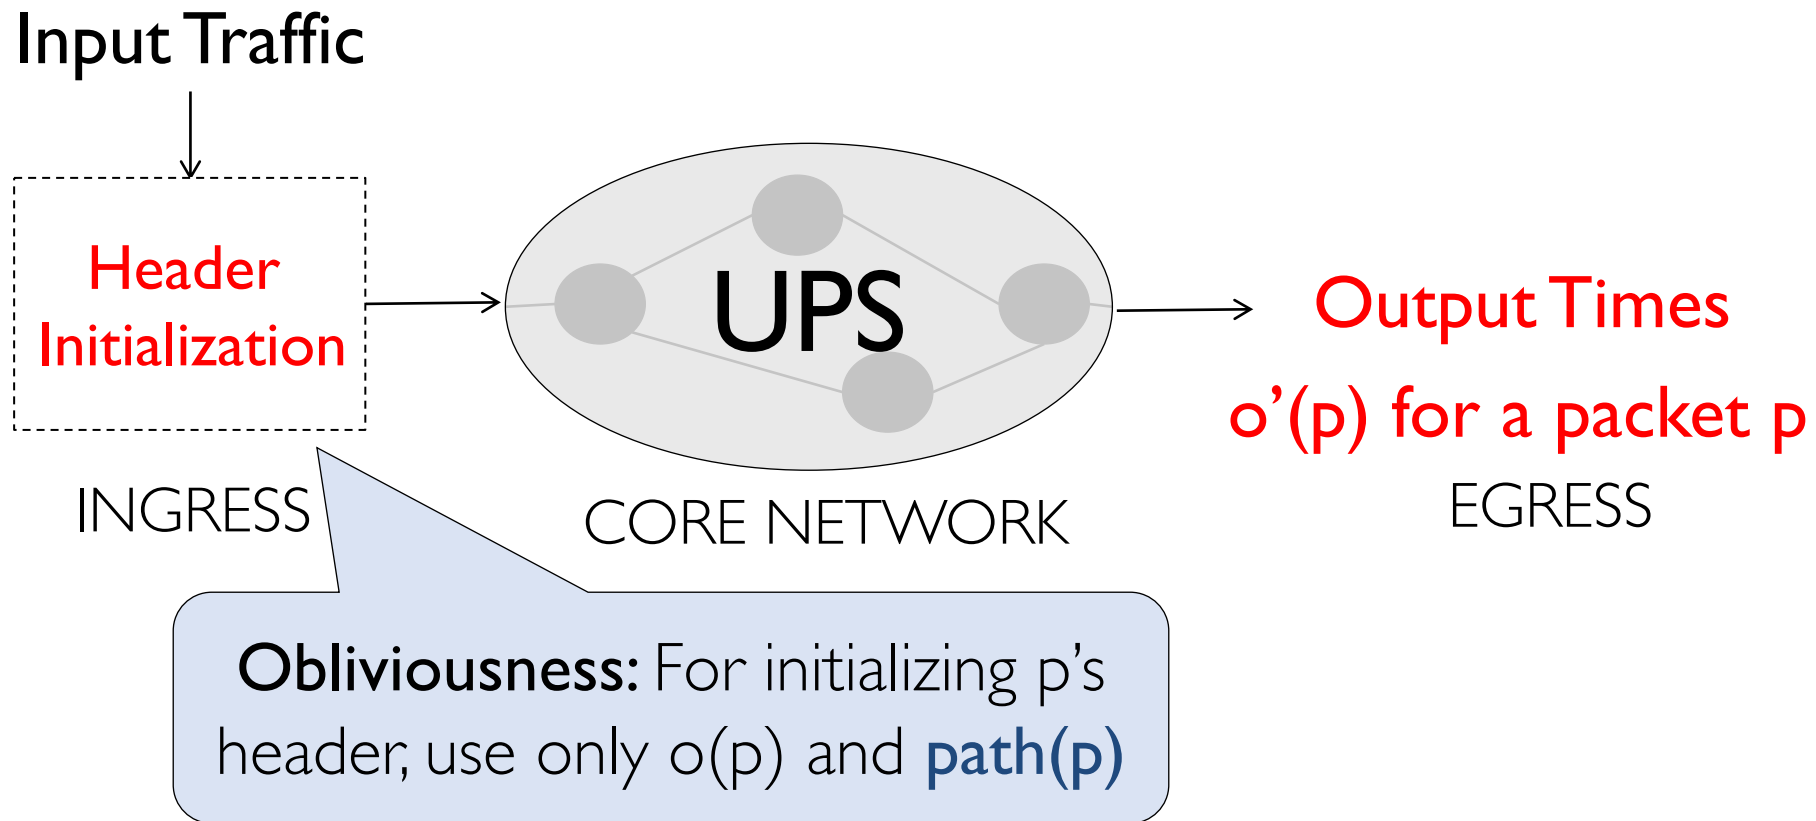 Input Traffic
Header
Initialization
UPS
Output Times
o’(p) for a packet p
INGRESS
CORE NETWORK
EGRESS
Obliviousness: For initializing p’s
header, use only o(p) and path(p)